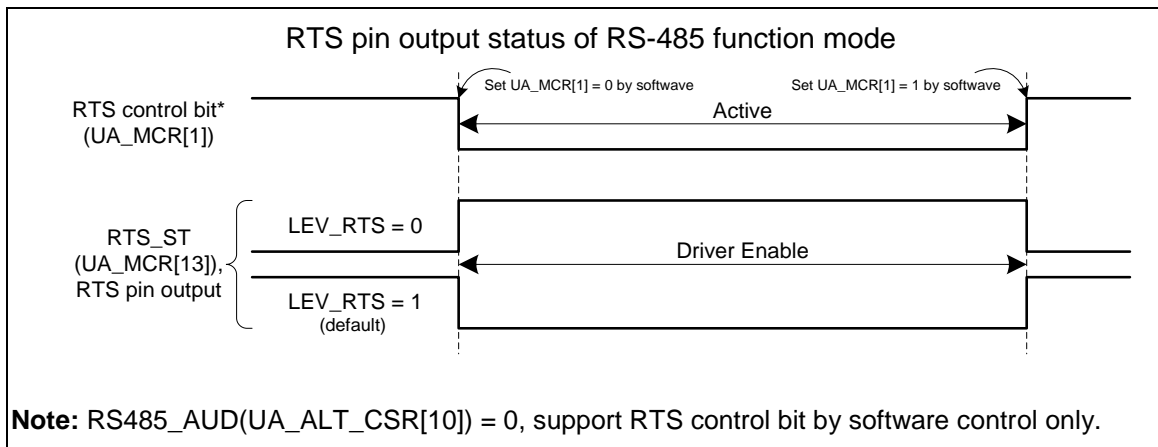 RTS pin output status of RS-485 function mode
Set UA_MCR[1] = 0 by softwave
Set UA_MCR[1] = 1 by softwave
RTS control bit*
(UA_MCR[1])
Active
LEV_RTS = 0
RTS_ST
(UA_MCR[13]),
RTS pin output
Driver Enable
LEV_RTS = 1
(default)
Note: RS485_AUD(UA_ALT_CSR[10]) = 0, support RTS control bit by software control only.